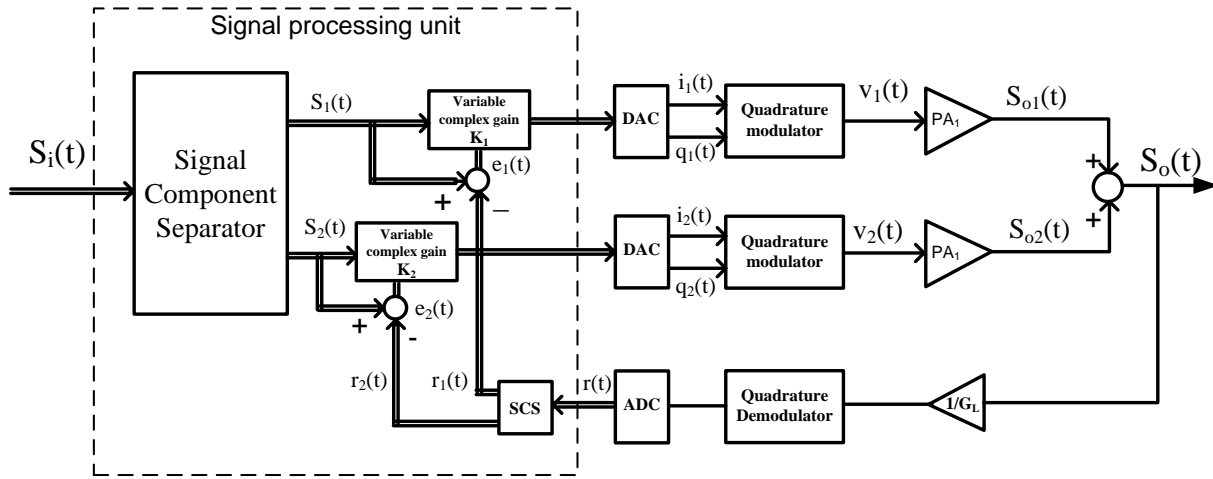 Signal processing unit
S₁(t)
Variable
complex gain
K₁
DAC
i₁(t)
q₁(t)
Quadrature
modulator
v₁(t)
PA₁
Sₒ₁(t)
Sᵢ(t)
Signal
Component
Separator
e₁(t)
+
−
+
Sₒ(t)
+
S₂(t)
Variable
complex gain
K₂
DAC
i₂(t)
q₂(t)
Quadrature
modulator
v₂(t)
PA₁
Sₒ₂(t)
e₂(t)
+
-
r₂(t)
r₁(t)
SCS
r(t)
ADC
Quadrature
Demodulator
1/G_L